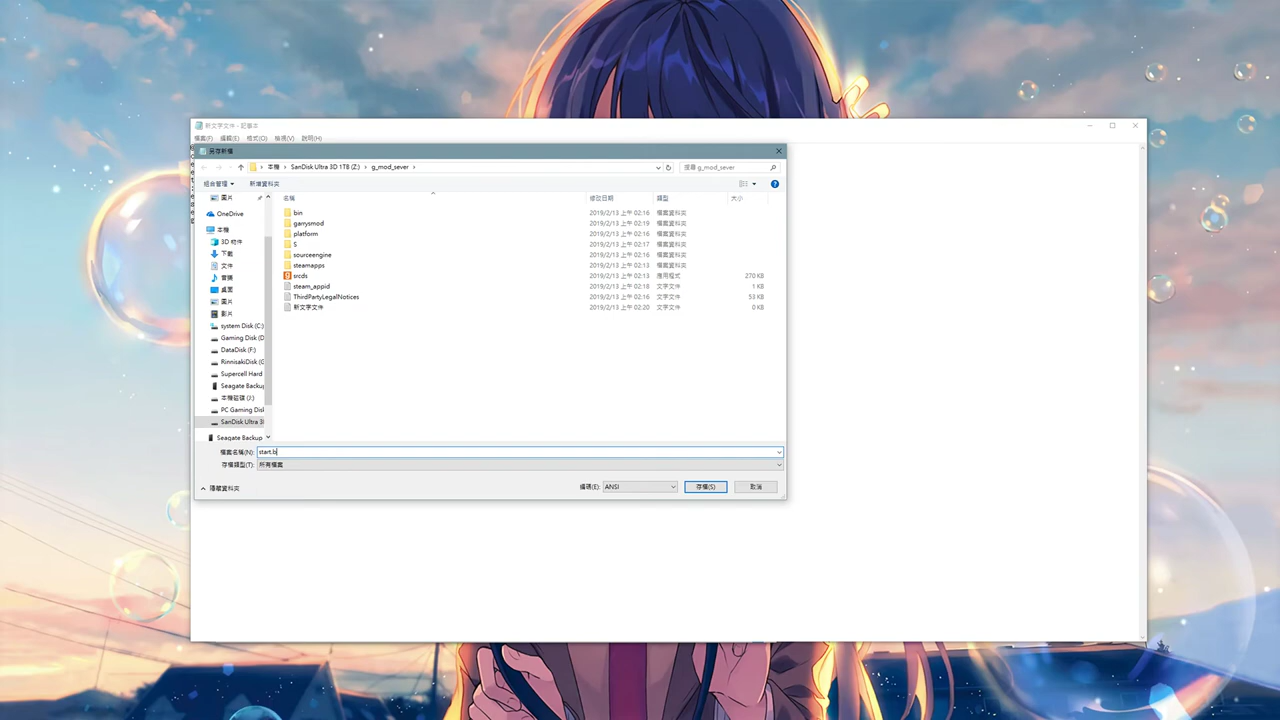 新文字文件 - 記事本
檔案(F) 編輯(E) 格式(O) 檢視(V) 說明(H)
另存新檔
本機 SanDisk Ultra 3D 1TB (Z:) g_mod_sever
搜尋 g_mod_sever
組合管理 新增資料夾
圖片
OneDrive
本機
3D 物件
下載
文件
音樂
桌面
圖片
影片
system Disk (C:)
Gaming Disk (D
DataDisk (F:)
RinnisakiDisk (G
Supercell Hard
Seagate Backup
本機磁碟 (J:)
PC Gaming Disk
SanDisk Ultra 3D
Seagate Backup
名稱 修改日期 類型 大小
bin 2019/2/13 上午 02:16 檔案資料夾
garrysmod 2019/2/13 上午 02:19 檔案資料夾
platform 2019/2/13 上午 02:16 檔案資料夾
S 2019/2/13 上午 02:17 檔案資料夾
sourceengine 2019/2/13 上午 02:16 檔案資料夾
steamapps 2019/2/13 上午 02:13 檔案資料夾
srcds 2019/2/13 上午 02:13 應用程式 270 KB
steam_appid 2019/2/13 上午 02:18 文字文件 1 KB
ThirdPartyLegalNotices 2019/2/13 上午 02:16 文字文件 53 KB
新文字文件 2019/2/13 上午 02:20 文字文件 0 KB
檔案名稱(N): start.b
存檔類型(T): 所有檔案
隱藏資料夾 編碼(E): ANSI 存檔(S) 取消